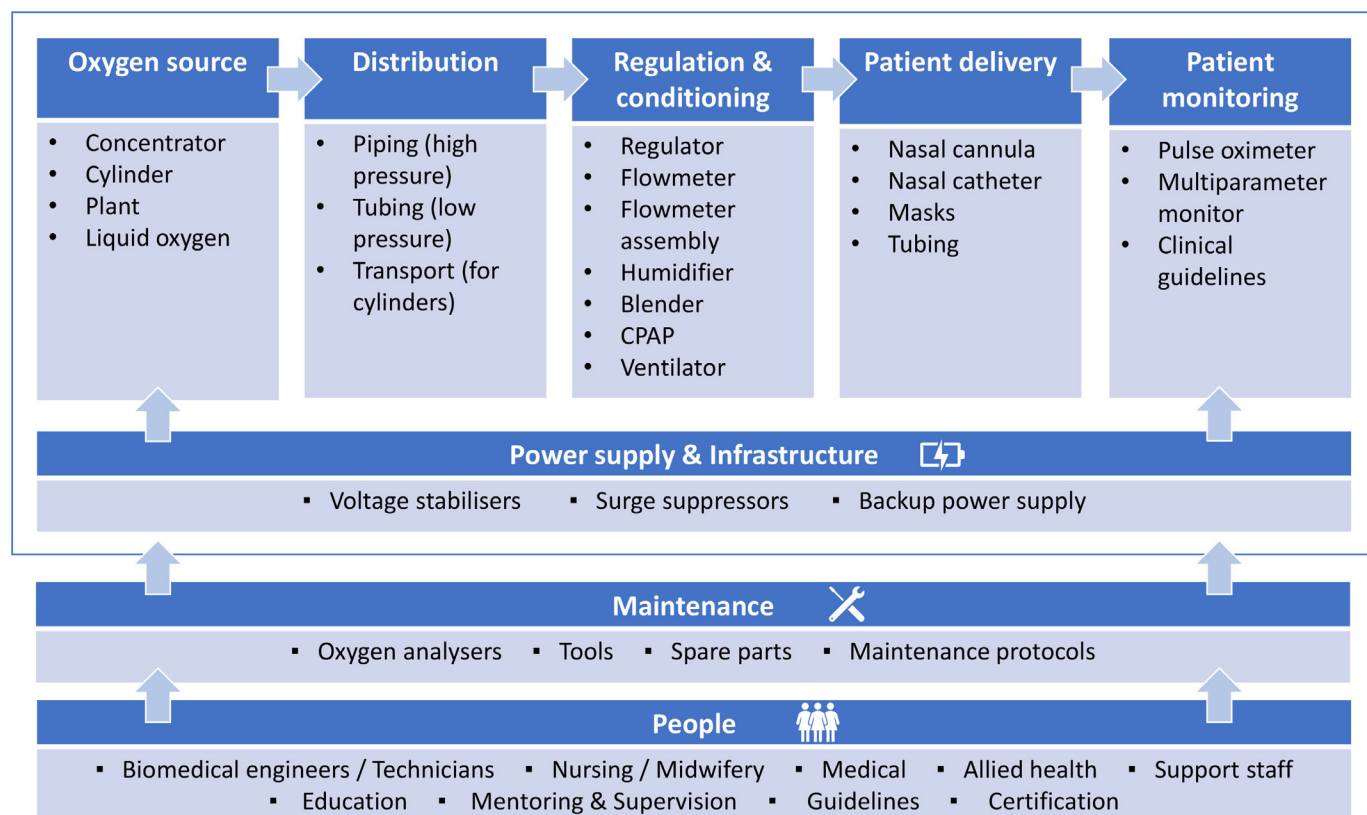 Oxygen source
• Concentrator
• Cylinder
• Plant
• Liquid oxygen
Distribution
• Piping (high
pressure)
• Tubing (low
pressure)
• Transport (for
cylinders)
Regulation &
conditioning
• Regulator
• Flowmeter
• Flowmeter
assembly
• Humidifier
• Blender
• CPAP
• Ventilator
Patient delivery
• Nasal cannula
• Nasal catheter
• Masks
• Tubing
Patient
monitoring
• Pulse oximeter
• Multiparameter
monitor
• Clinical
guidelines
Power supply & Infrastructure
▪ Voltage stabilisers ▪ Surge suppressors ▪ Backup power supply
Maintenance
▪ Oxygen analysers ▪ Tools ▪ Spare parts ▪ Maintenance protocols
People
▪ Biomedical engineers / Technicians ▪ Nursing / Midwifery ▪ Medical ▪ Allied health ▪ Support staff
▪ Education ▪ Mentoring & Supervision ▪ Guidelines ▪ Certification